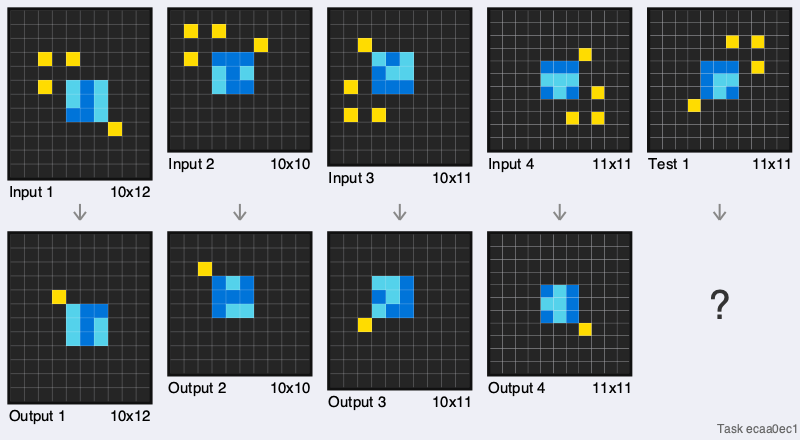 Input 1 10x12
Input 2 10x10
Input 3 10x11
Input 4 11x11
Test 1 11x11
?
Output 1 10x12
Output 2 10x10
Output 3 10x11
Output 4 11x11
Task ecaa0ec1